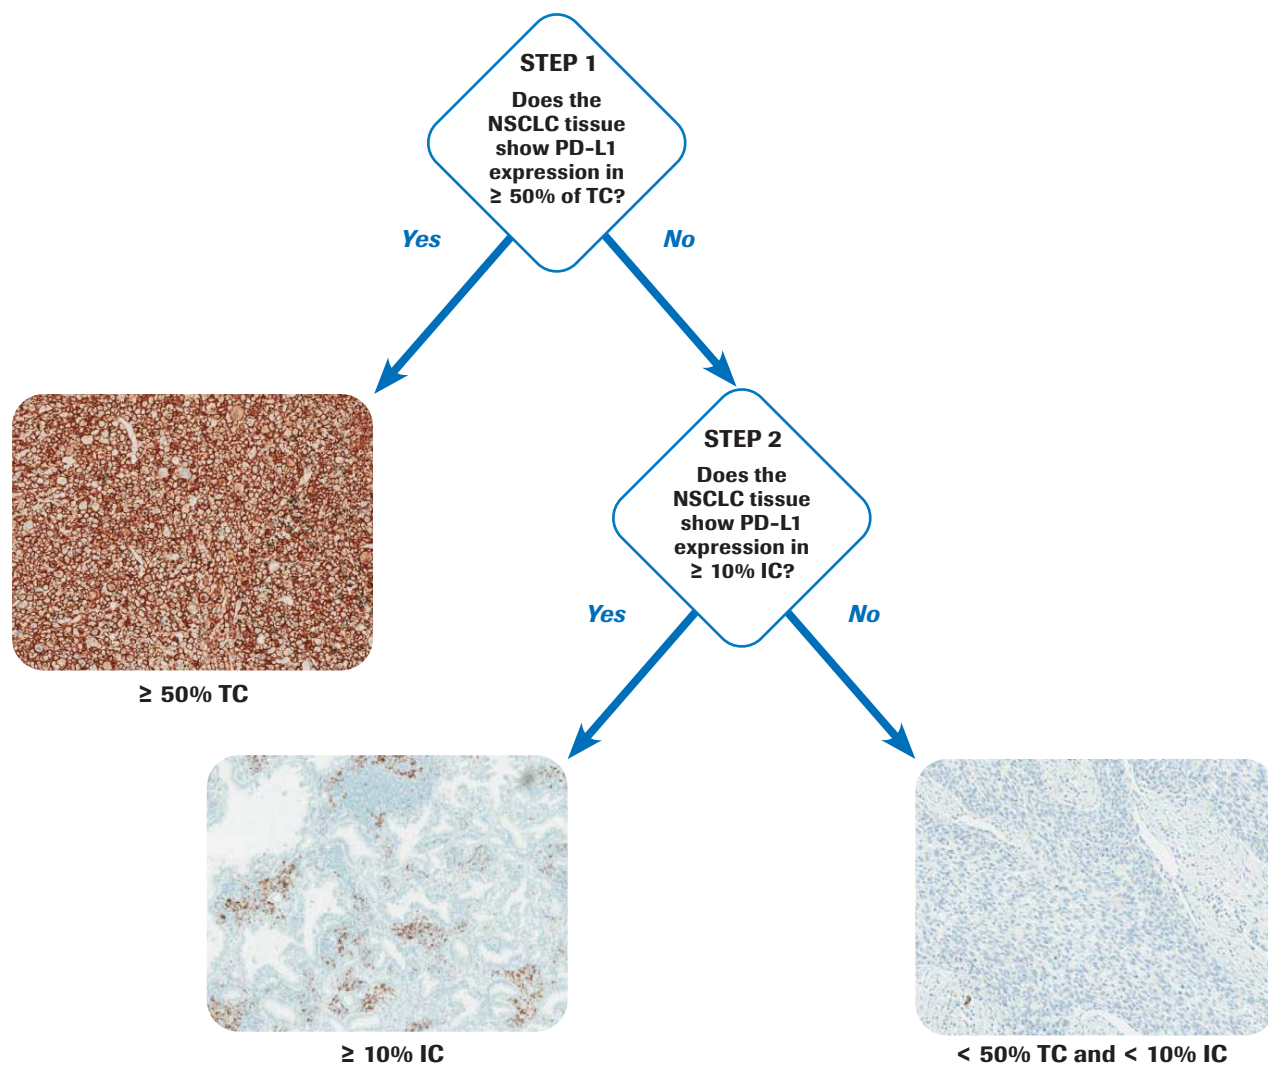 STEP 1
Does the
NSCLC tissue
show PD-L1
expression in
≥ 50% of TC?
Yes
No
STEP 2
Does the
NSCLC tissue
show PD-L1
expression in
≥ 10% IC?
≥ 50% TC
Yes
No
≥ 10% IC
< 50% TC and < 10% IC